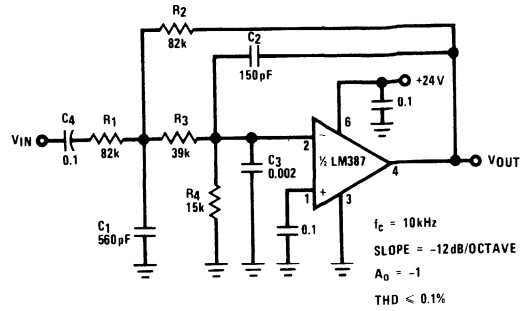 R2
82k
C2
150pF
+24V
0.1
C4
0.1
R1
82k
R3
39k
VIN
2
−
6
½ LM387
4
VOUT
+
1
3
C3
0.002
R4
15k
0.1
C1
560pF
fc = 10kHz
SLOPE = −12dB/OCTAVE
Ao = −1
THD ⩽ 0.1%